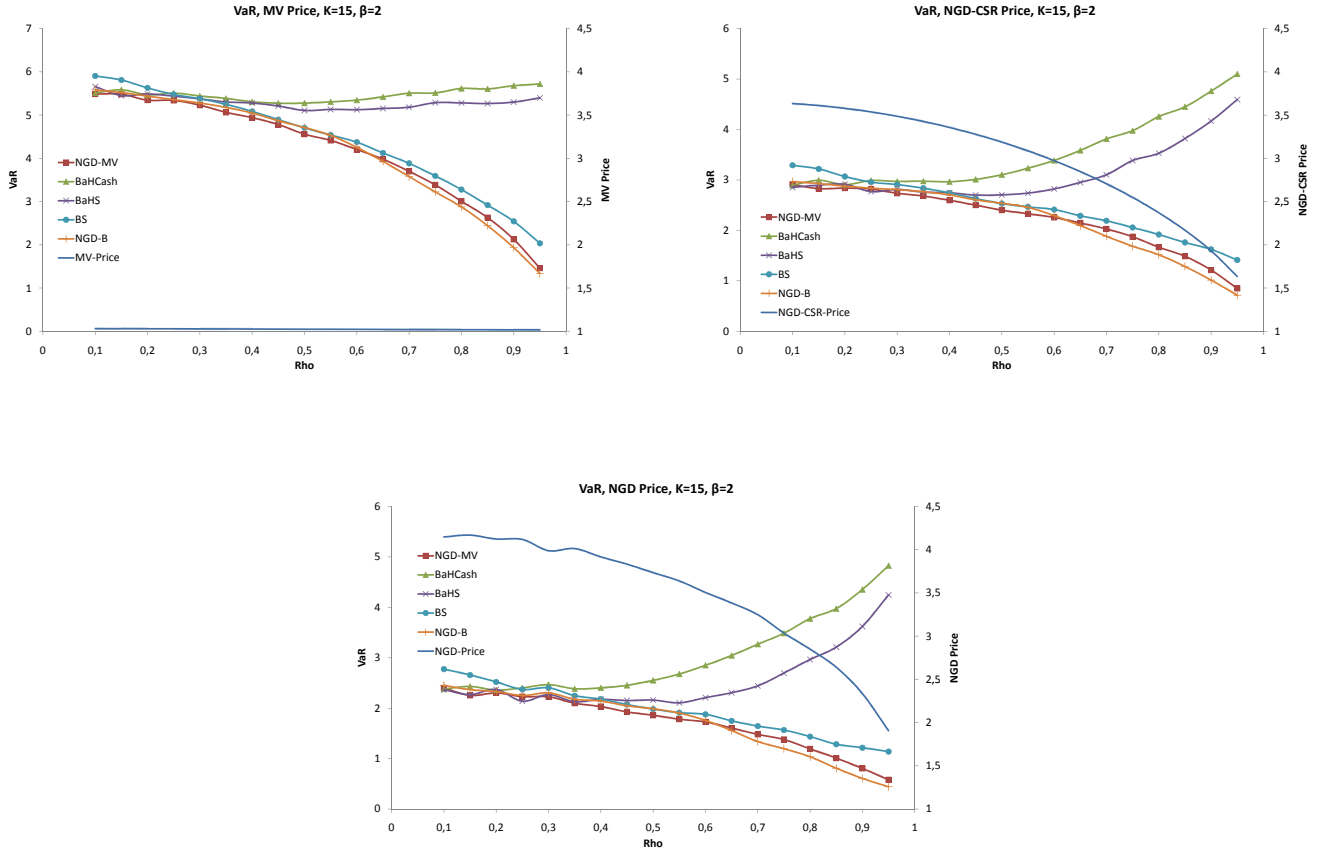 VaR, MV Price, K=15, β=2
7
6
5
4
3
2
1
0
VaR
4,5
4
3,5
3
2,5
2
1,5
1
MV Price
NGD-MV
BaHCash
BaHS
BS
NGD-B
MV-Price
0 0,1 0,2 0,3 0,4 0,5 0,6 0,7 0,8 0,9 1
Rho
VaR, NGD-CSR Price, K=15, β=2
6
5
4
3
2
1
0
VaR
4,5
4
3,5
3
2,5
2
1,5
1
NGD-CSR Price
NGD-MV
BaHCash
BaHS
BS
NGD-B
NGD-CSR-Price
0 0,1 0,2 0,3 0,4 0,5 0,6 0,7 0,8 0,9 1
Rho
VaR, NGD Price, K=15, β=2
6
5
4
3
2
1
0
VaR
4,5
4
3,5
3
2,5
2
1,5
1
NGD Price
NGD-MV
BaHCash
BaHS
BS
NGD-B
NGD-Price
0 0,1 0,2 0,3 0,4 0,5 0,6 0,7 0,8 0,9 1
Rho